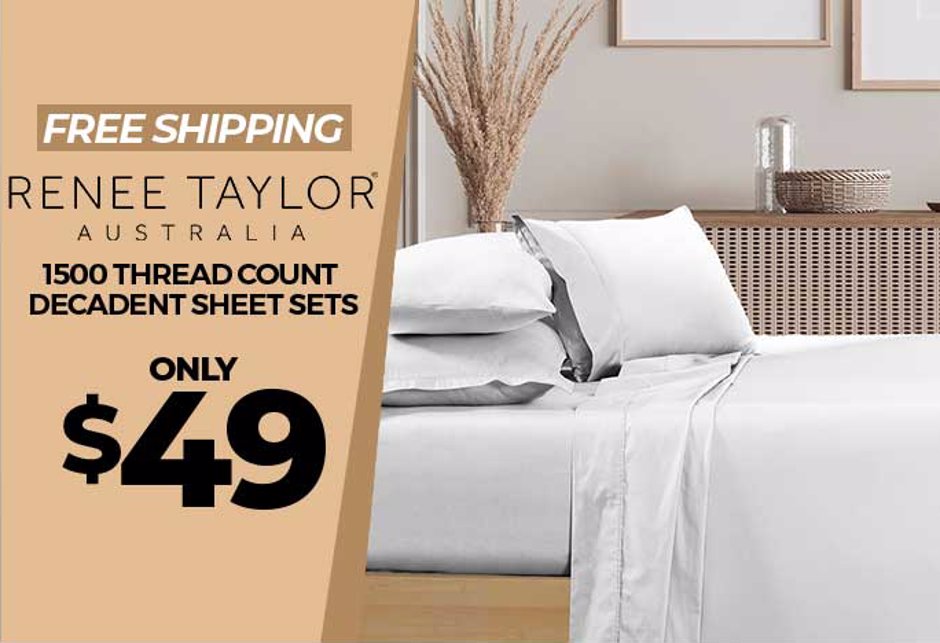 FREE SHIPPING
RENEE TAYLOR®
AUSTRALIA
1500 THREAD COUNT
DECADENT SHEET SETS
ONLY
$49